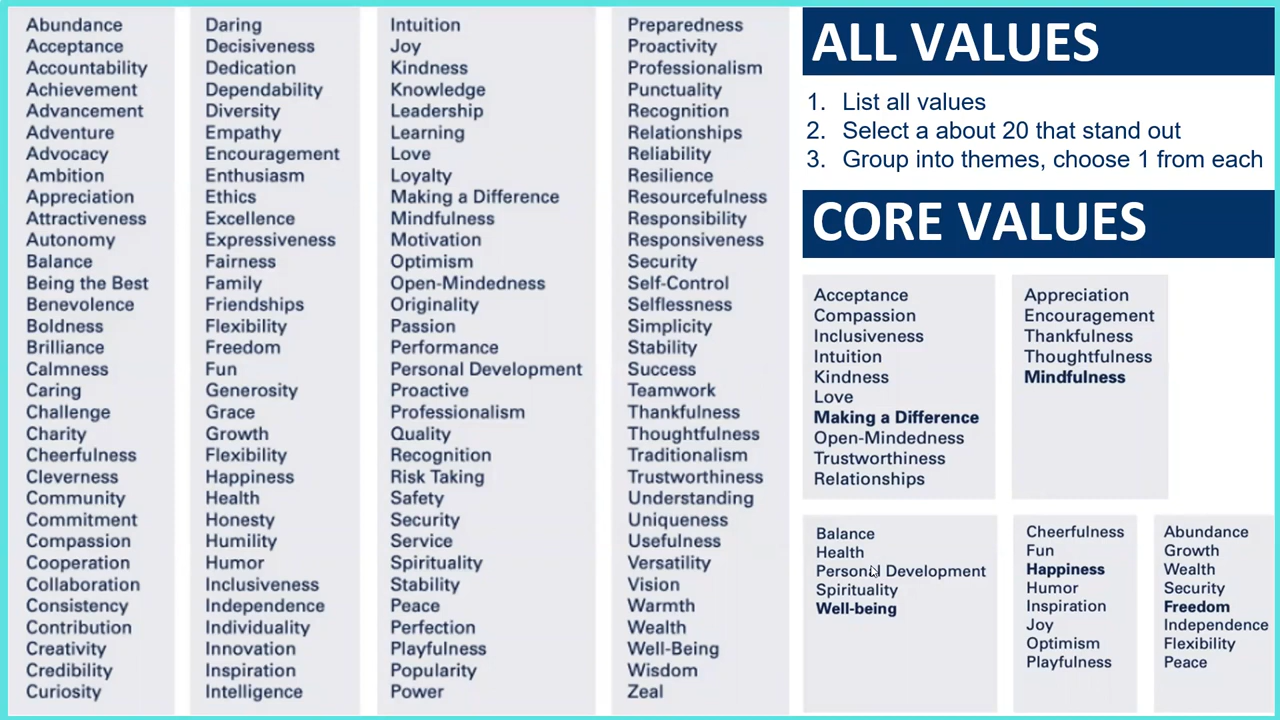 Abundance
Acceptance
Accountability
Achievement
Advancement
Adventure
Advocacy
Ambition
Appreciation
Attractiveness
Autonomy
Balance
Being the Best
Benevolence
Boldness
Brilliance
Calmness
Caring
Challenge
Charity
Cheerfulness
Cleverness
Community
Commitment
Compassion
Cooperation
Collaboration
Consistency
Contribution
Creativity
Credibility
Curiosity
Daring
Decisiveness
Dedication
Dependability
Diversity
Empathy
Encouragement
Enthusiasm
Ethics
Excellence
Expressiveness
Fairness
Family
Friendships
Flexibility
Freedom
Fun
Generosity
Grace
Growth
Flexibility
Happiness
Health
Honesty
Humility
Humor
Inclusiveness
Independence
Individuality
Innovation
Inspiration
Intelligence
Intuition
Joy
Kindness
Knowledge
Leadership
Learning
Love
Loyalty
Making a Difference
Mindfulness
Motivation
Optimism
Open-Mindedness
Originality
Passion
Performance
Personal Development
Proactive
Professionalism
Quality
Recognition
Risk Taking
Safety
Security
Service
Spirituality
Stability
Peace
Perfection
Playfulness
Popularity
Power
Preparedness
Proactivity
Professionalism
Punctuality
Recognition
Relationships
Reliability
Resilience
Resourcefulness
Responsibility
Responsiveness
Security
Self-Control
Selflessness
Simplicity
Stability
Success
Teamwork
Thankfulness
Thoughtfulness
Traditionalism
Trustworthiness
Understanding
Uniqueness
Usefulness
Versatility
Vision
Warmth
Wealth
Well-Being
Wisdom
Zeal
ALL VALUES
1. List all values
2. Select a about 20 that stand out
3. Group into themes, choose 1 from each
CORE VALUES
Acceptance
Compassion
Inclusiveness
Intuition
Kindness
Love
Making a Difference
Open-Mindedness
Trustworthiness
Relationships
Appreciation
Encouragement
Thankfulness
Thoughtfulness
Mindfulness
Balance
Health
Personal Development
Spirituality
Well-being
Cheerfulness
Fun
Happiness
Humor
Inspiration
Joy
Optimism
Playfulness
Abundance
Growth
Wealth
Security
Freedom
Independence
Flexibility
Peace